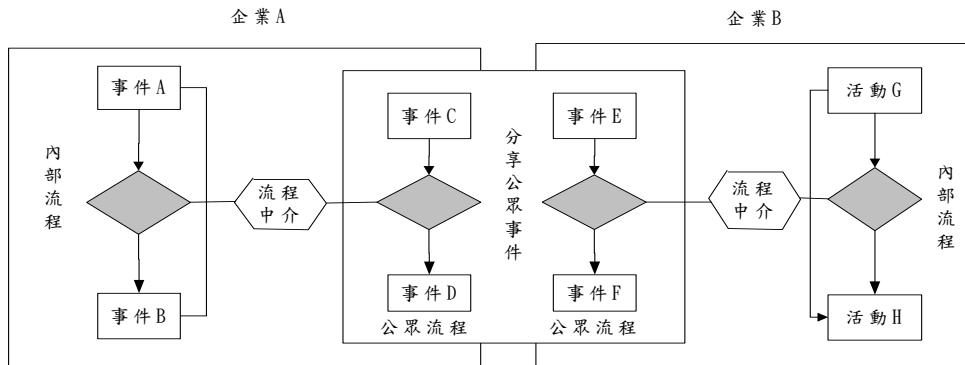 企業A
企業B
事件A
內部流程
流程
中介
事件B
事件C
事件D
公眾流程
分享公眾事件
事件E
事件F
公眾流程
流程
中介
活動G
內部流程
活動H